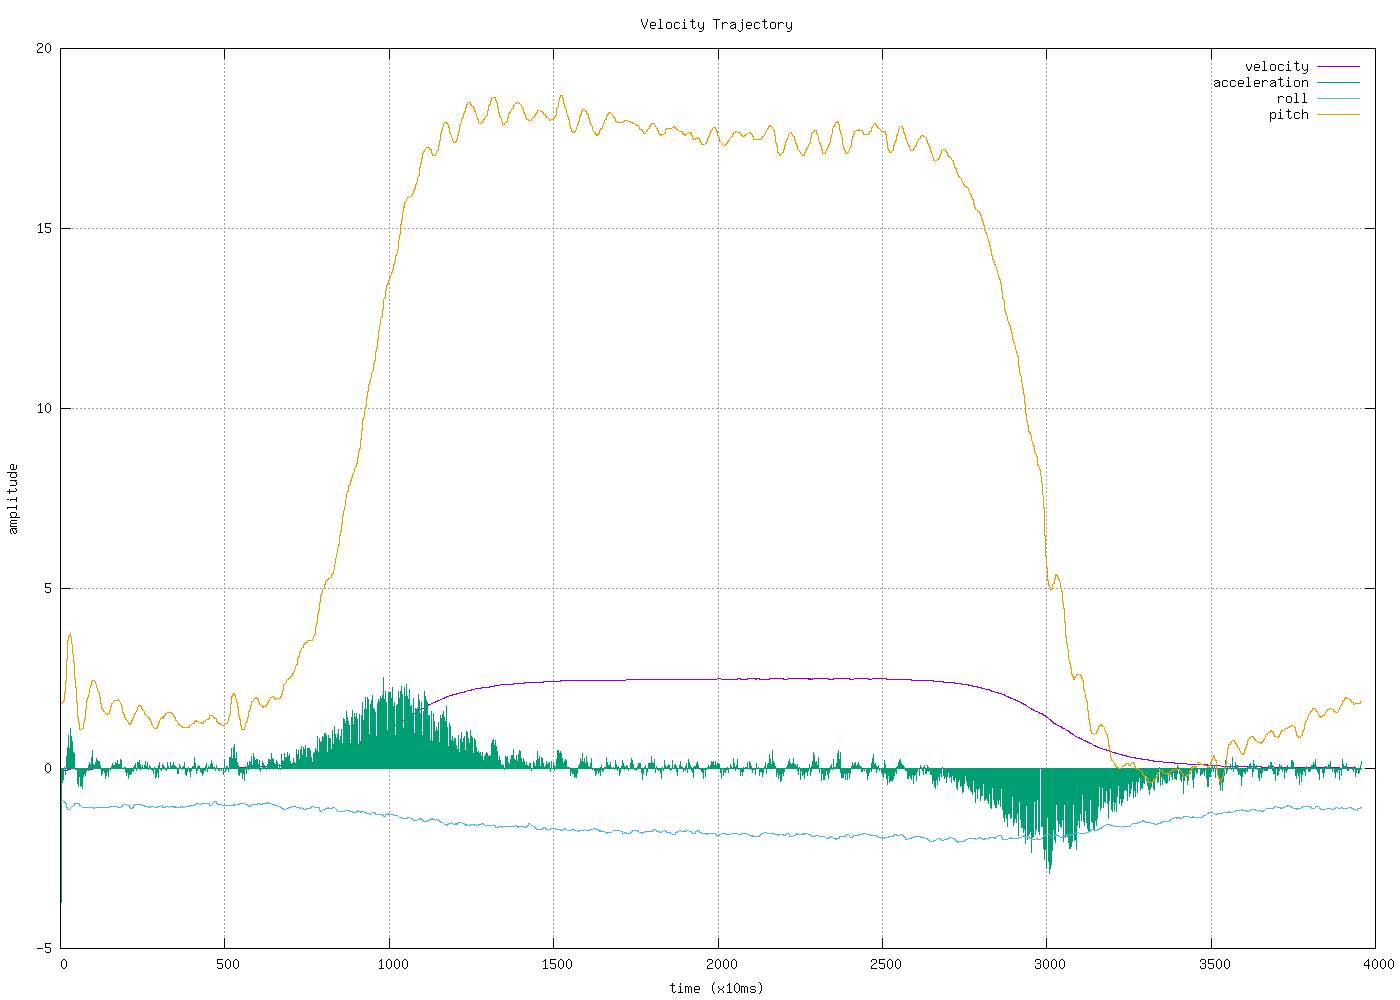 Velocity Trajectory
velocity
acceleration
roll
pitch
20
15
10
5
0
-5
amplitude
0 500 1000 1500 2000 2500 3000 3500 4000
time (x10ms)